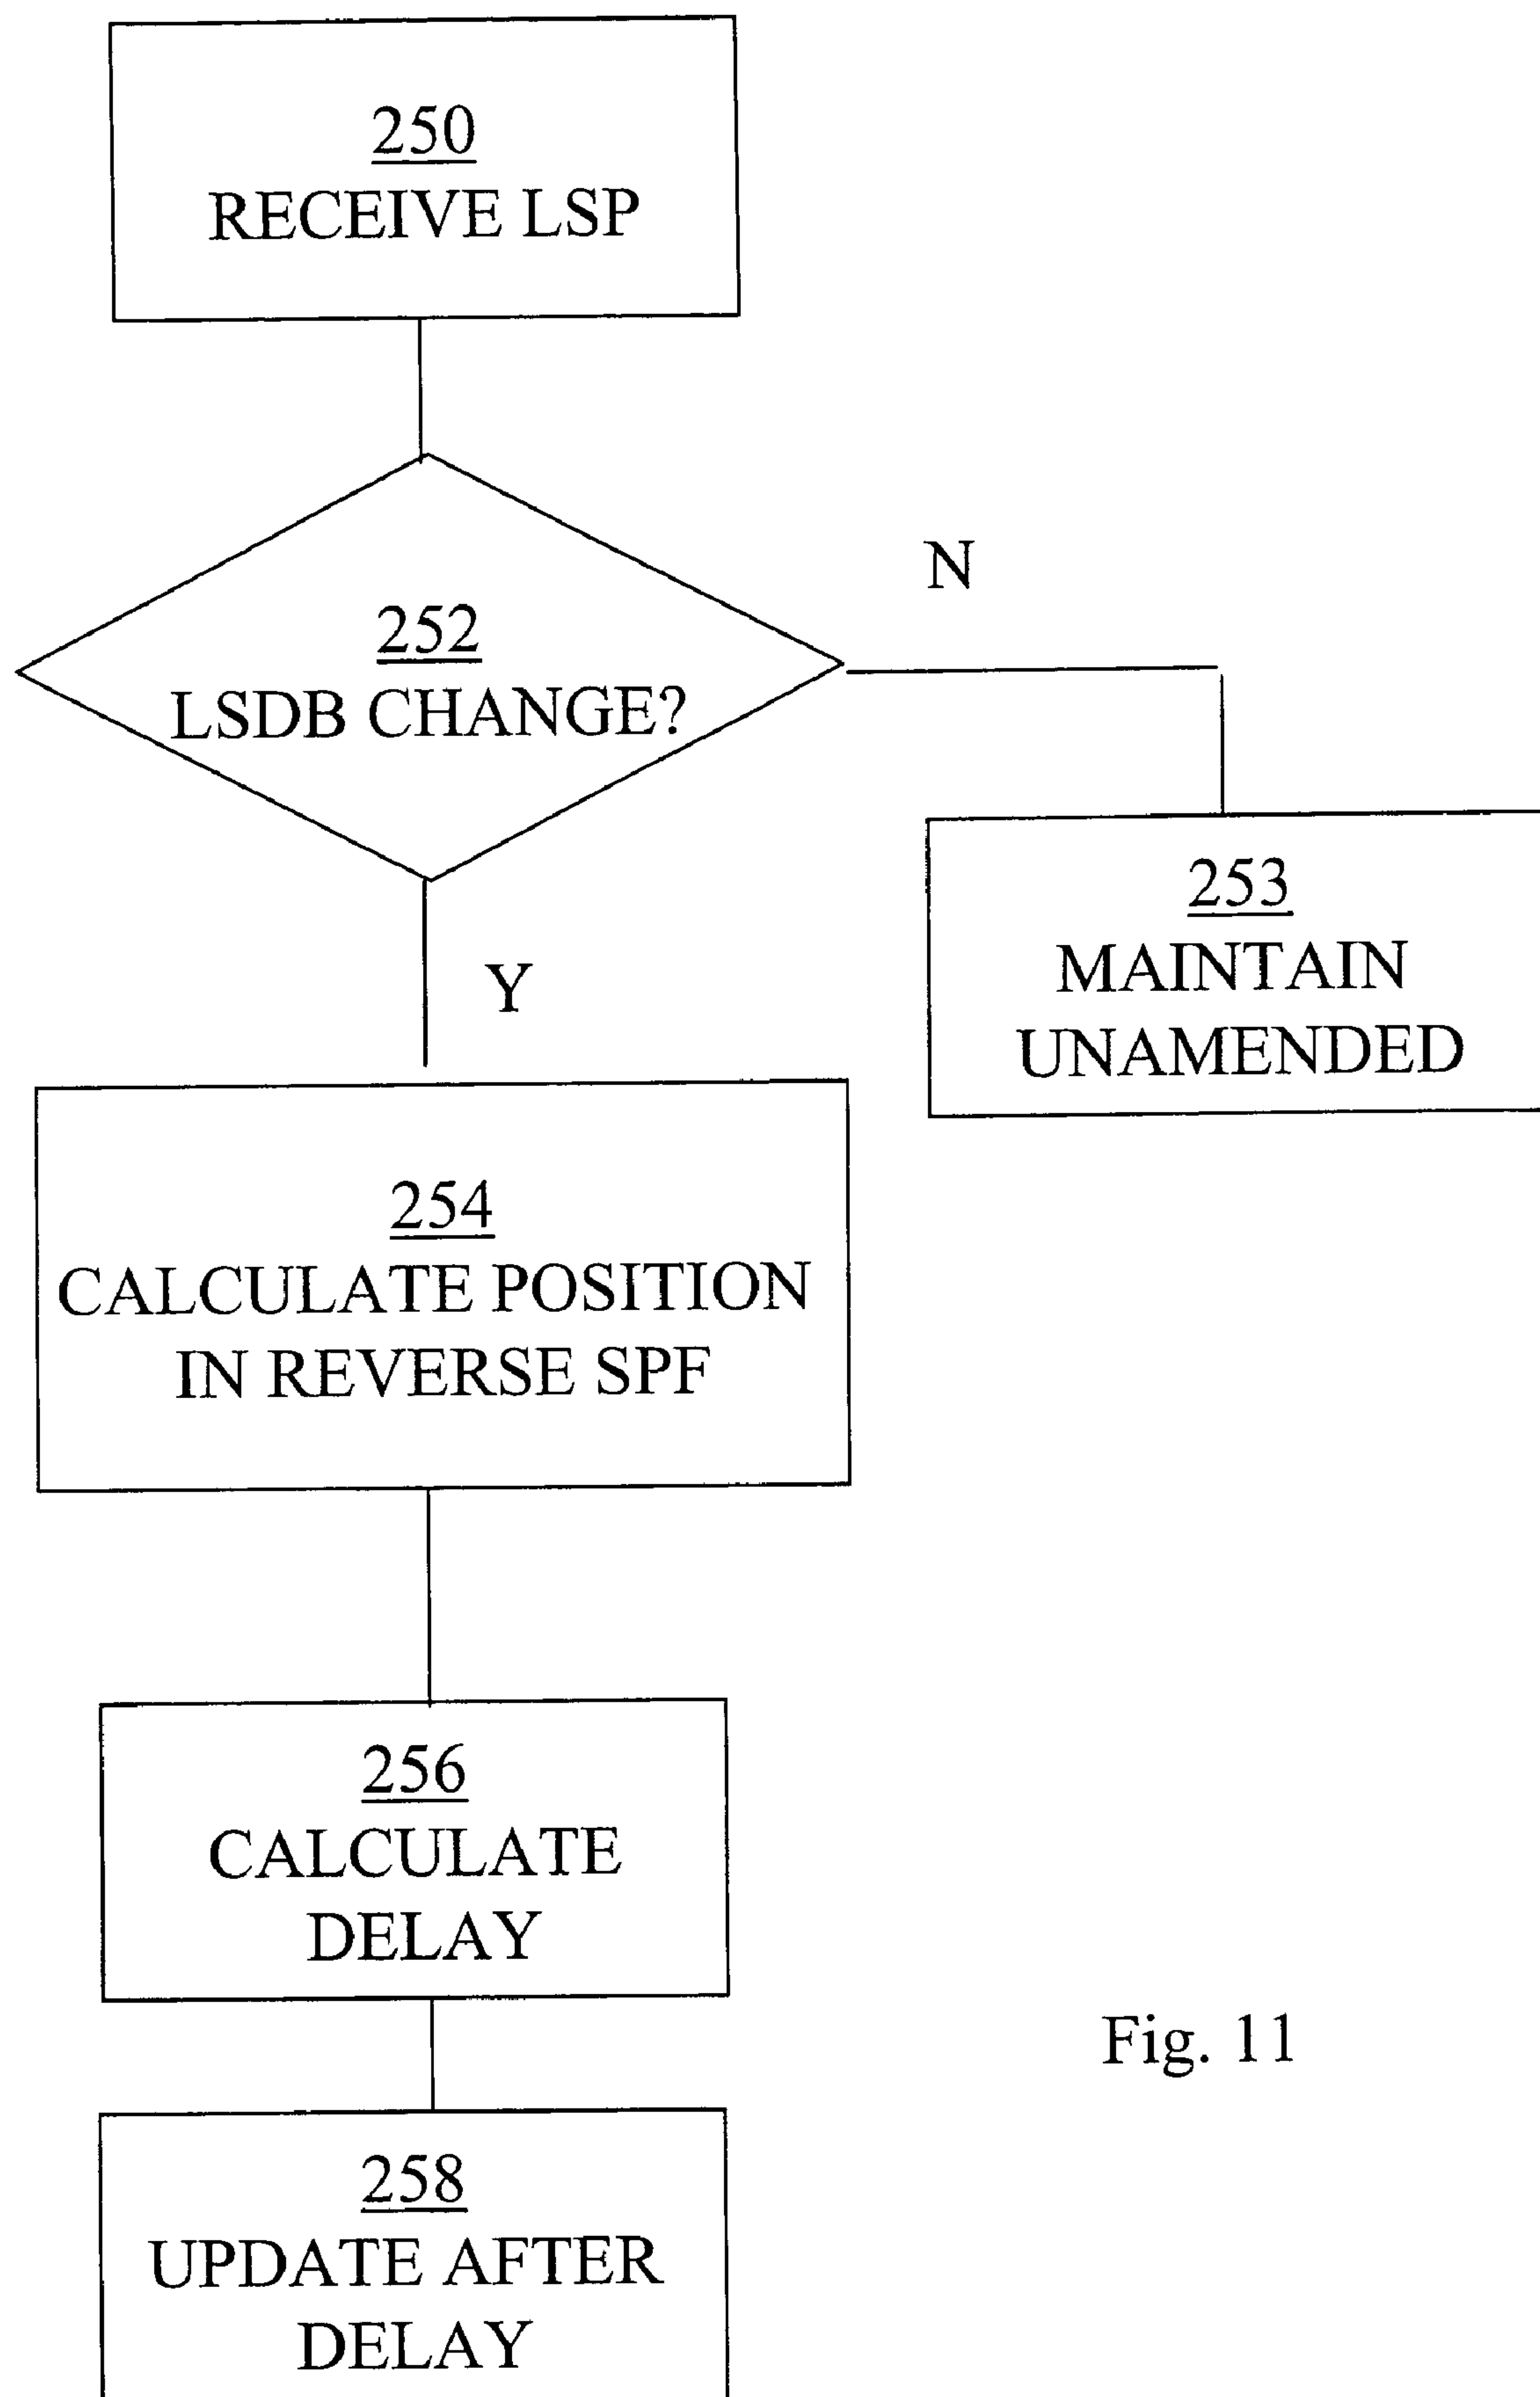 250
RECEIVE LSP
252
LSDB CHANGE?
N
253
MAINTAIN
UNAMENDED
Y
254
CALCULATE POSITION
IN REVERSE SPF
256
CALCULATE
DELAY
Fig. 11
258
UPDATE AFTER
DELAY